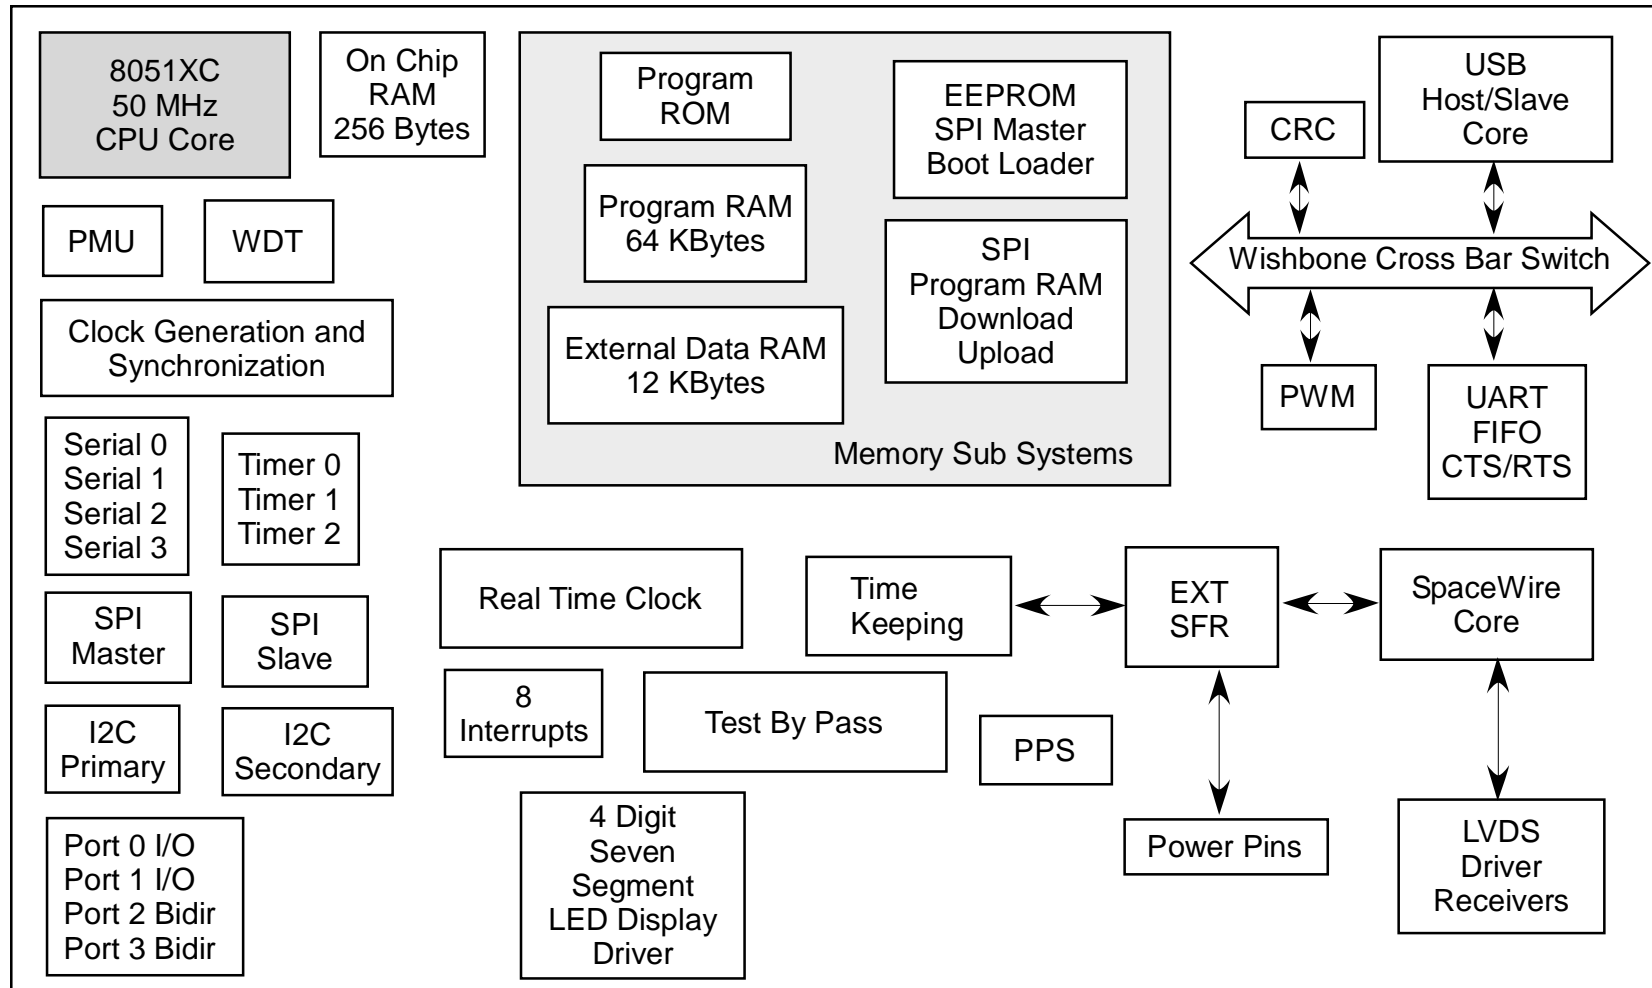 8051XC
50 MHz
CPU Core
On Chip
RAM
256 Bytes
PMU
WDT
Clock Generation and
Synchronization
Serial 0
Serial 1
Serial 2
Serial 3
Timer 0
Timer 1
Timer 2
SPI
Master
SPI
Slave
I2C
Primary
I2C
Secondary
Port 0 I/O
Port 1 I/O
Port 2 Bidir
Port 3 Bidir
Program
ROM
EEPROM
SPI Master
Boot Loader
Program RAM
64 KBytes
SPI
Program RAM
Download
Upload
External Data RAM
12 KBytes
Memory Sub Systems
CRC
USB
Host/Slave
Core
Wishbone Cross Bar Switch
PWM
UART
FIFO
CTS/RTS
Real Time Clock
Time
Keeping
EXT
SFR
SpaceWire
Core
8
Interrupts
Test By Pass
PPS
4 Digit
Seven
Segment
LED Display
Driver
Power Pins
LVDS
Driver
Receivers